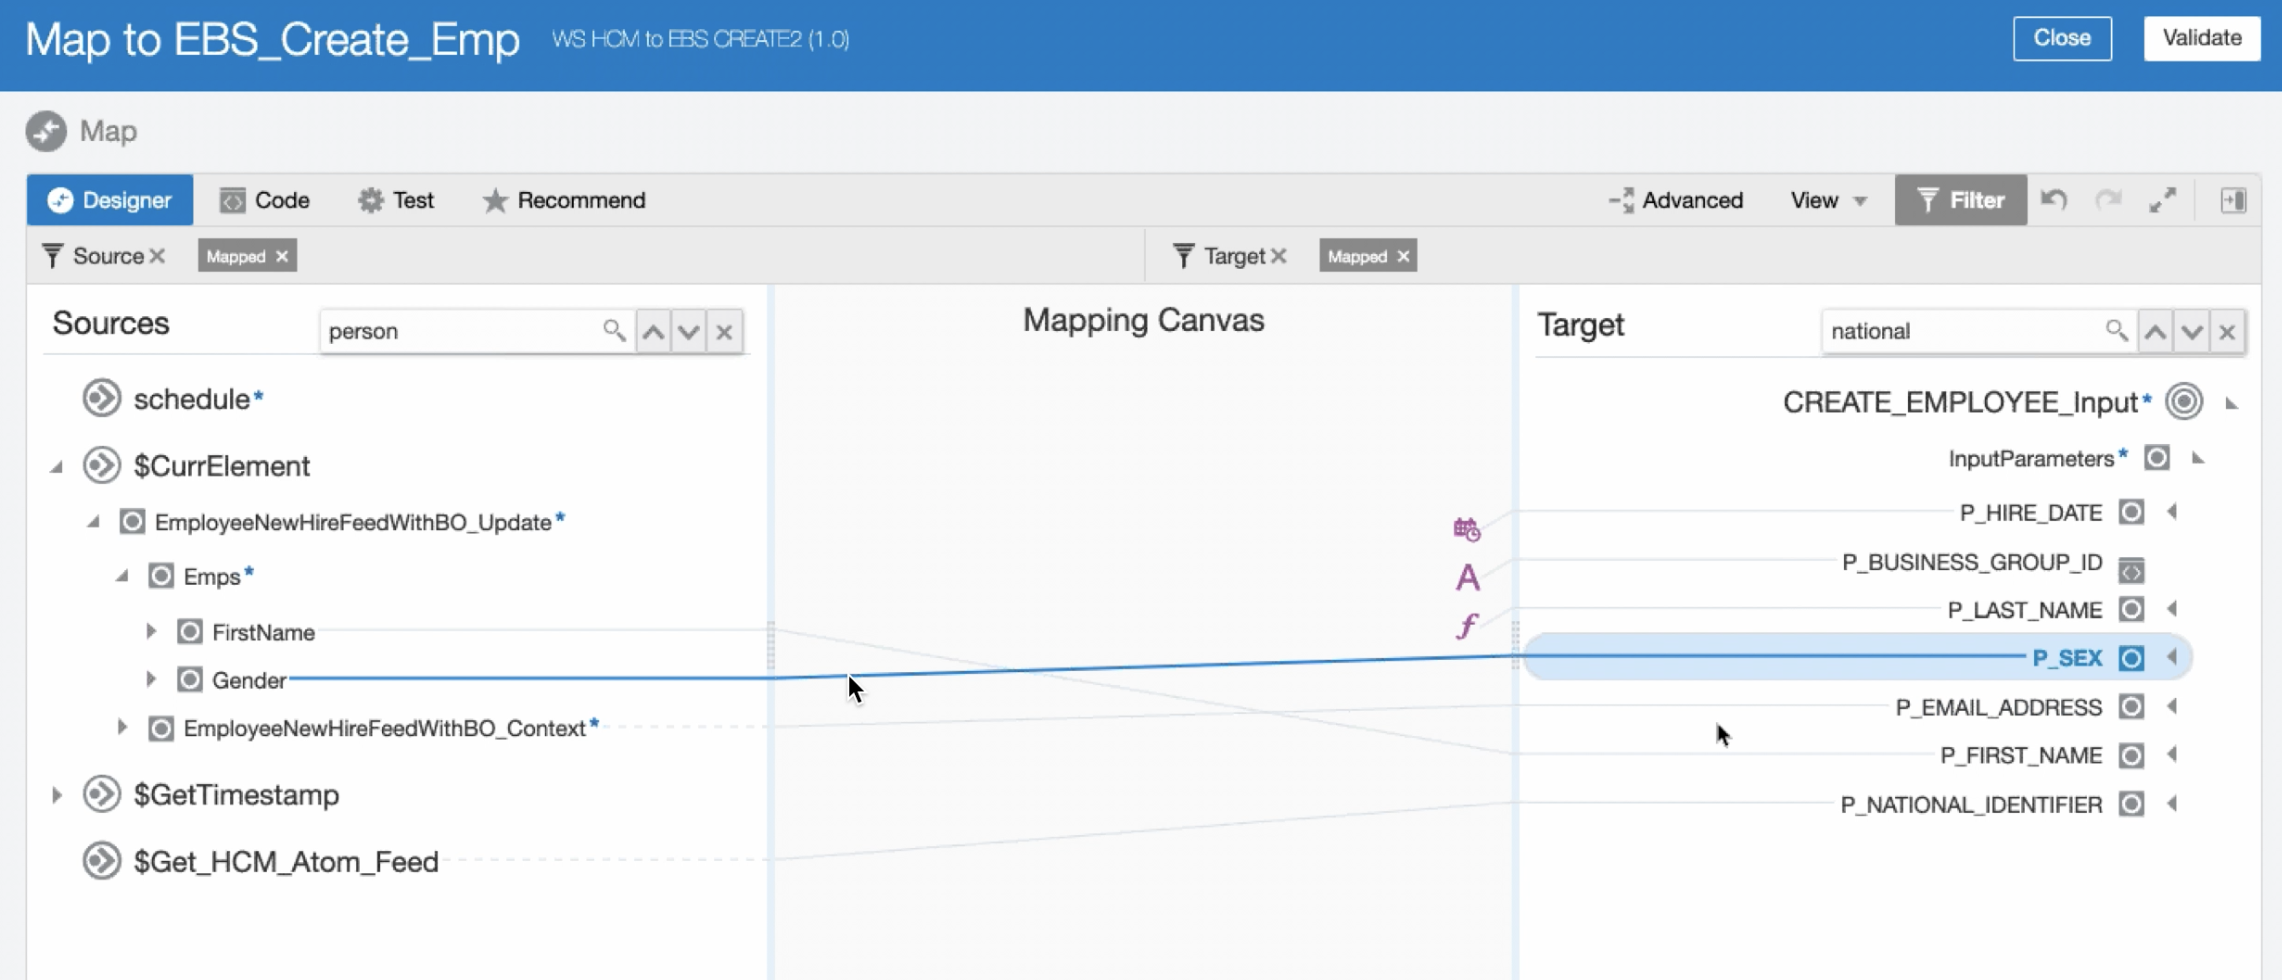 Map to EBS_Create_Emp WS HCM to EBS CREATE2 (1.0) Close Validate
Map
Designer Code Test Recommend Advanced View Filter
Source Mapped Target Mapped
Sources person Mapping Canvas Target national
schedule* CREATE_EMPLOYEE_Input*
$CurrElement InputParameters*
EmployeeNewHireFeedWithBO_Update* P_HIRE_DATE
Emps* P_BUSINESS_GROUP_ID
FirstName P_LAST_NAME
Gender P_SEX
EmployeeNewHireFeedWithBO_Context* P_EMAIL_ADDRESS
P_FIRST_NAME
$GetTimestamp P_NATIONAL_IDENTIFIER
$Get_HCM_Atom_Feed